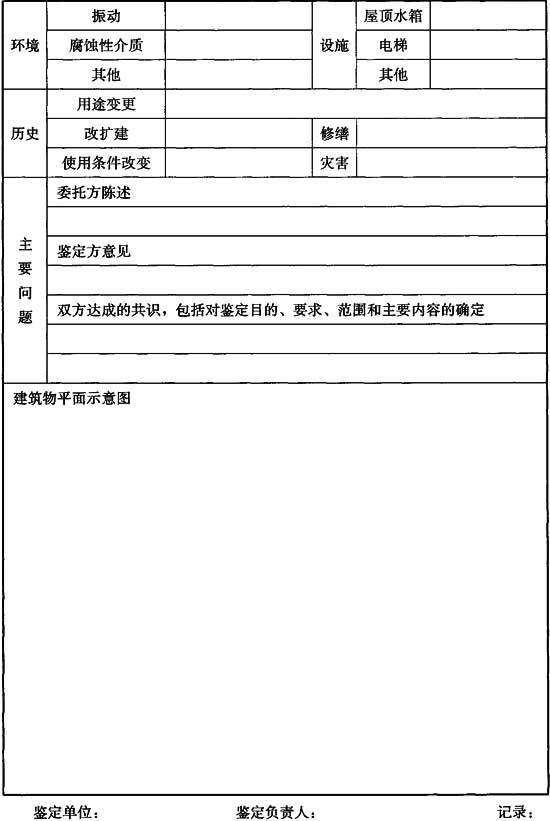 振动 屋顶水箱
环境 腐蚀性介质 设施 电梯
其他 其他
用途变更
历史 改扩建 修缮
使用条件改变 灾害
主要问题
委托方陈述
鉴定方意见
双方达成的共识，包括对鉴定目的、要求、范围和主要内容的确定
建筑物平面示意图
鉴定单位： 鉴定负责人： 记录：